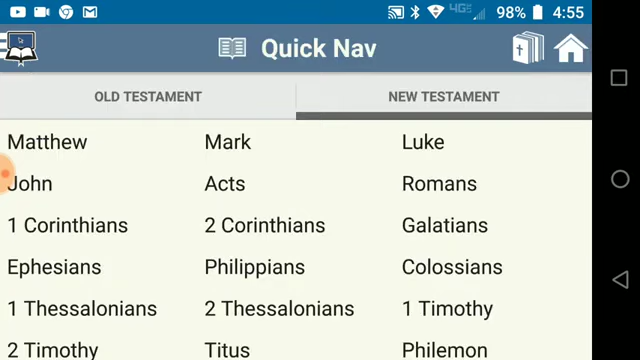 4G 98% 4:55
Quick Nav
OLD TESTAMENT NEW TESTAMENT
Matthew Mark Luke
John Acts Romans
1 Corinthians 2 Corinthians Galatians
Ephesians Philippians Colossians
1 Thessalonians 2 Thessalonians 1 Timothy
2 Timothy Titus Philemon